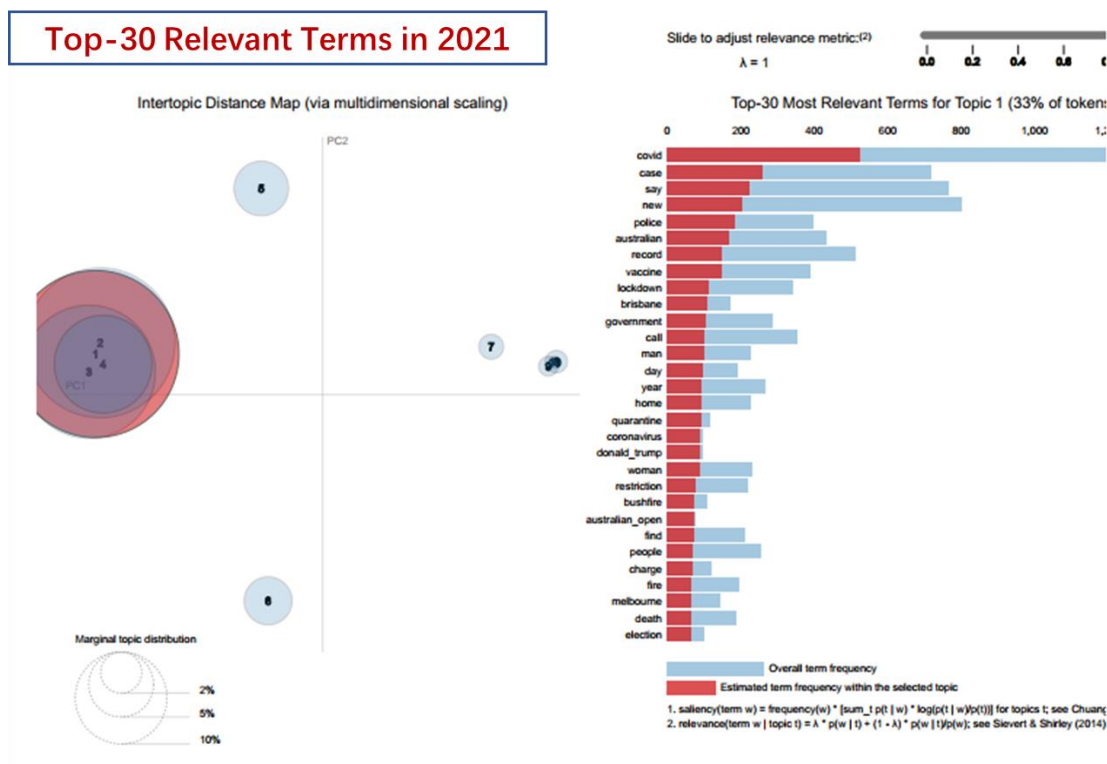 Top-30 Relevant Terms in 2021
Slide to adjust relevance metric:(2)
λ = 1
0.0 0.2 0.4 0.6
Intertopic Distance Map (via multidimensional scaling)
PC2
5
2
1
4
3
PC1
7
6
Marginal topic distribution
2%
5%
10%
Top-30 Most Relevant Terms for Topic 1 (33% of tokens
0 200 400 600 800 1,000
covid
case
say
new
police
australian
record
vaccine
lockdown
brisbane
government
call
man
day
year
home
quarantine
coronavirus
donald_trump
woman
restriction
bushfire
australian_open
find
people
charge
fire
melbourne
death
election
Overall term frequency
Estimated term frequency within the selected topic
1. saliency(term w) = frequency(w) * [sum_t p(t | w) * log(p(t | w)/p(t))] for topics t; see Chuang
2. relevance(term w | topic t) = λ * p(w | t) + (1 - λ) * p(w | t)/p(w); see Sievert & Shirley (2014)